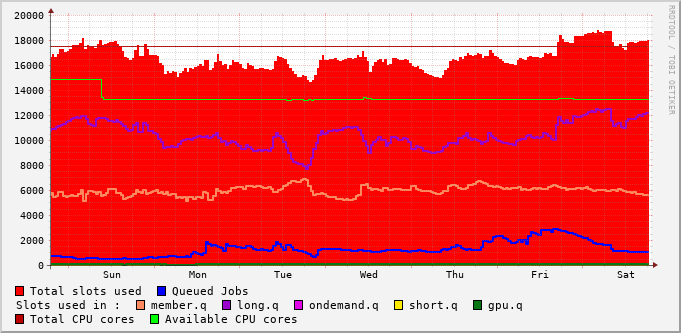 20000
18000
16000
14000
12000
10000
8000
6000
4000
2000
0
Sun Mon Tue Wed Thu Fri Sat
RRDTOOL / TOBI OETIKER
Total slots used Queued Jobs
Slots used in : member.q long.q ondemand.q short.q gpu.q
Total CPU cores Available CPU cores